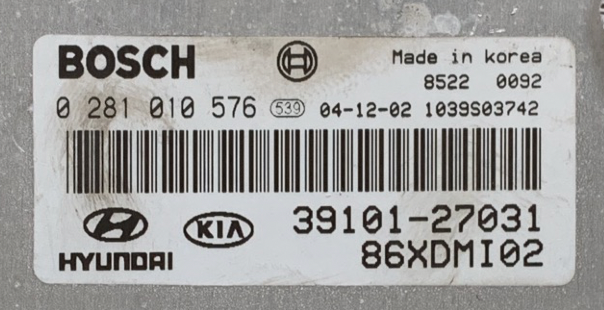 BOSCH
Made in korea
8522 0092
0 281 010 576 539 04-12-02 1039S03742
HYUNDAI KIA 39101-27031
86XDMI02